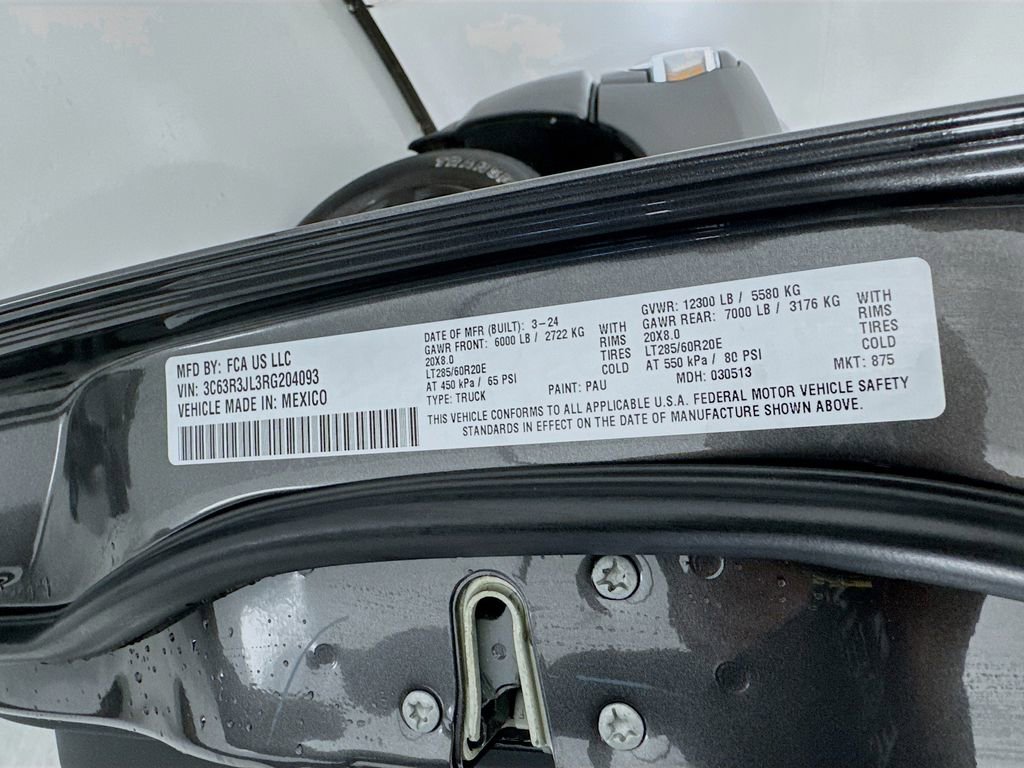 TRANSF
MFD BY: FCA US LLC
VIN: 3C63R3JL3RG204093
VEHICLE MADE IN: MEXICO
DATE OF MFR (BUILT): 3-24
GAWR FRONT: 6000 LB / 2722 KG WITH
20X8.0 RIMS
LT285/60R20E TIRES
AT 450 kPa / 65 PSI COLD
TYPE: TRUCK PAINT: PAU
GVWR: 12300 LB / 5580 KG
GAWR REAR: 7000 LB / 3176 KG WITH
20X8.0 RIMS
LT285/60R20E TIRES
AT 550 kPa / 80 PSI COLD
MDH: 030513 MKT: 875
THIS VEHICLE CONFORMS TO ALL APPLICABLE U.S.A. FEDERAL MOTOR VEHICLE SAFETY
STANDARDS IN EFFECT ON THE DATE OF MANUFACTURE SHOWN ABOVE.